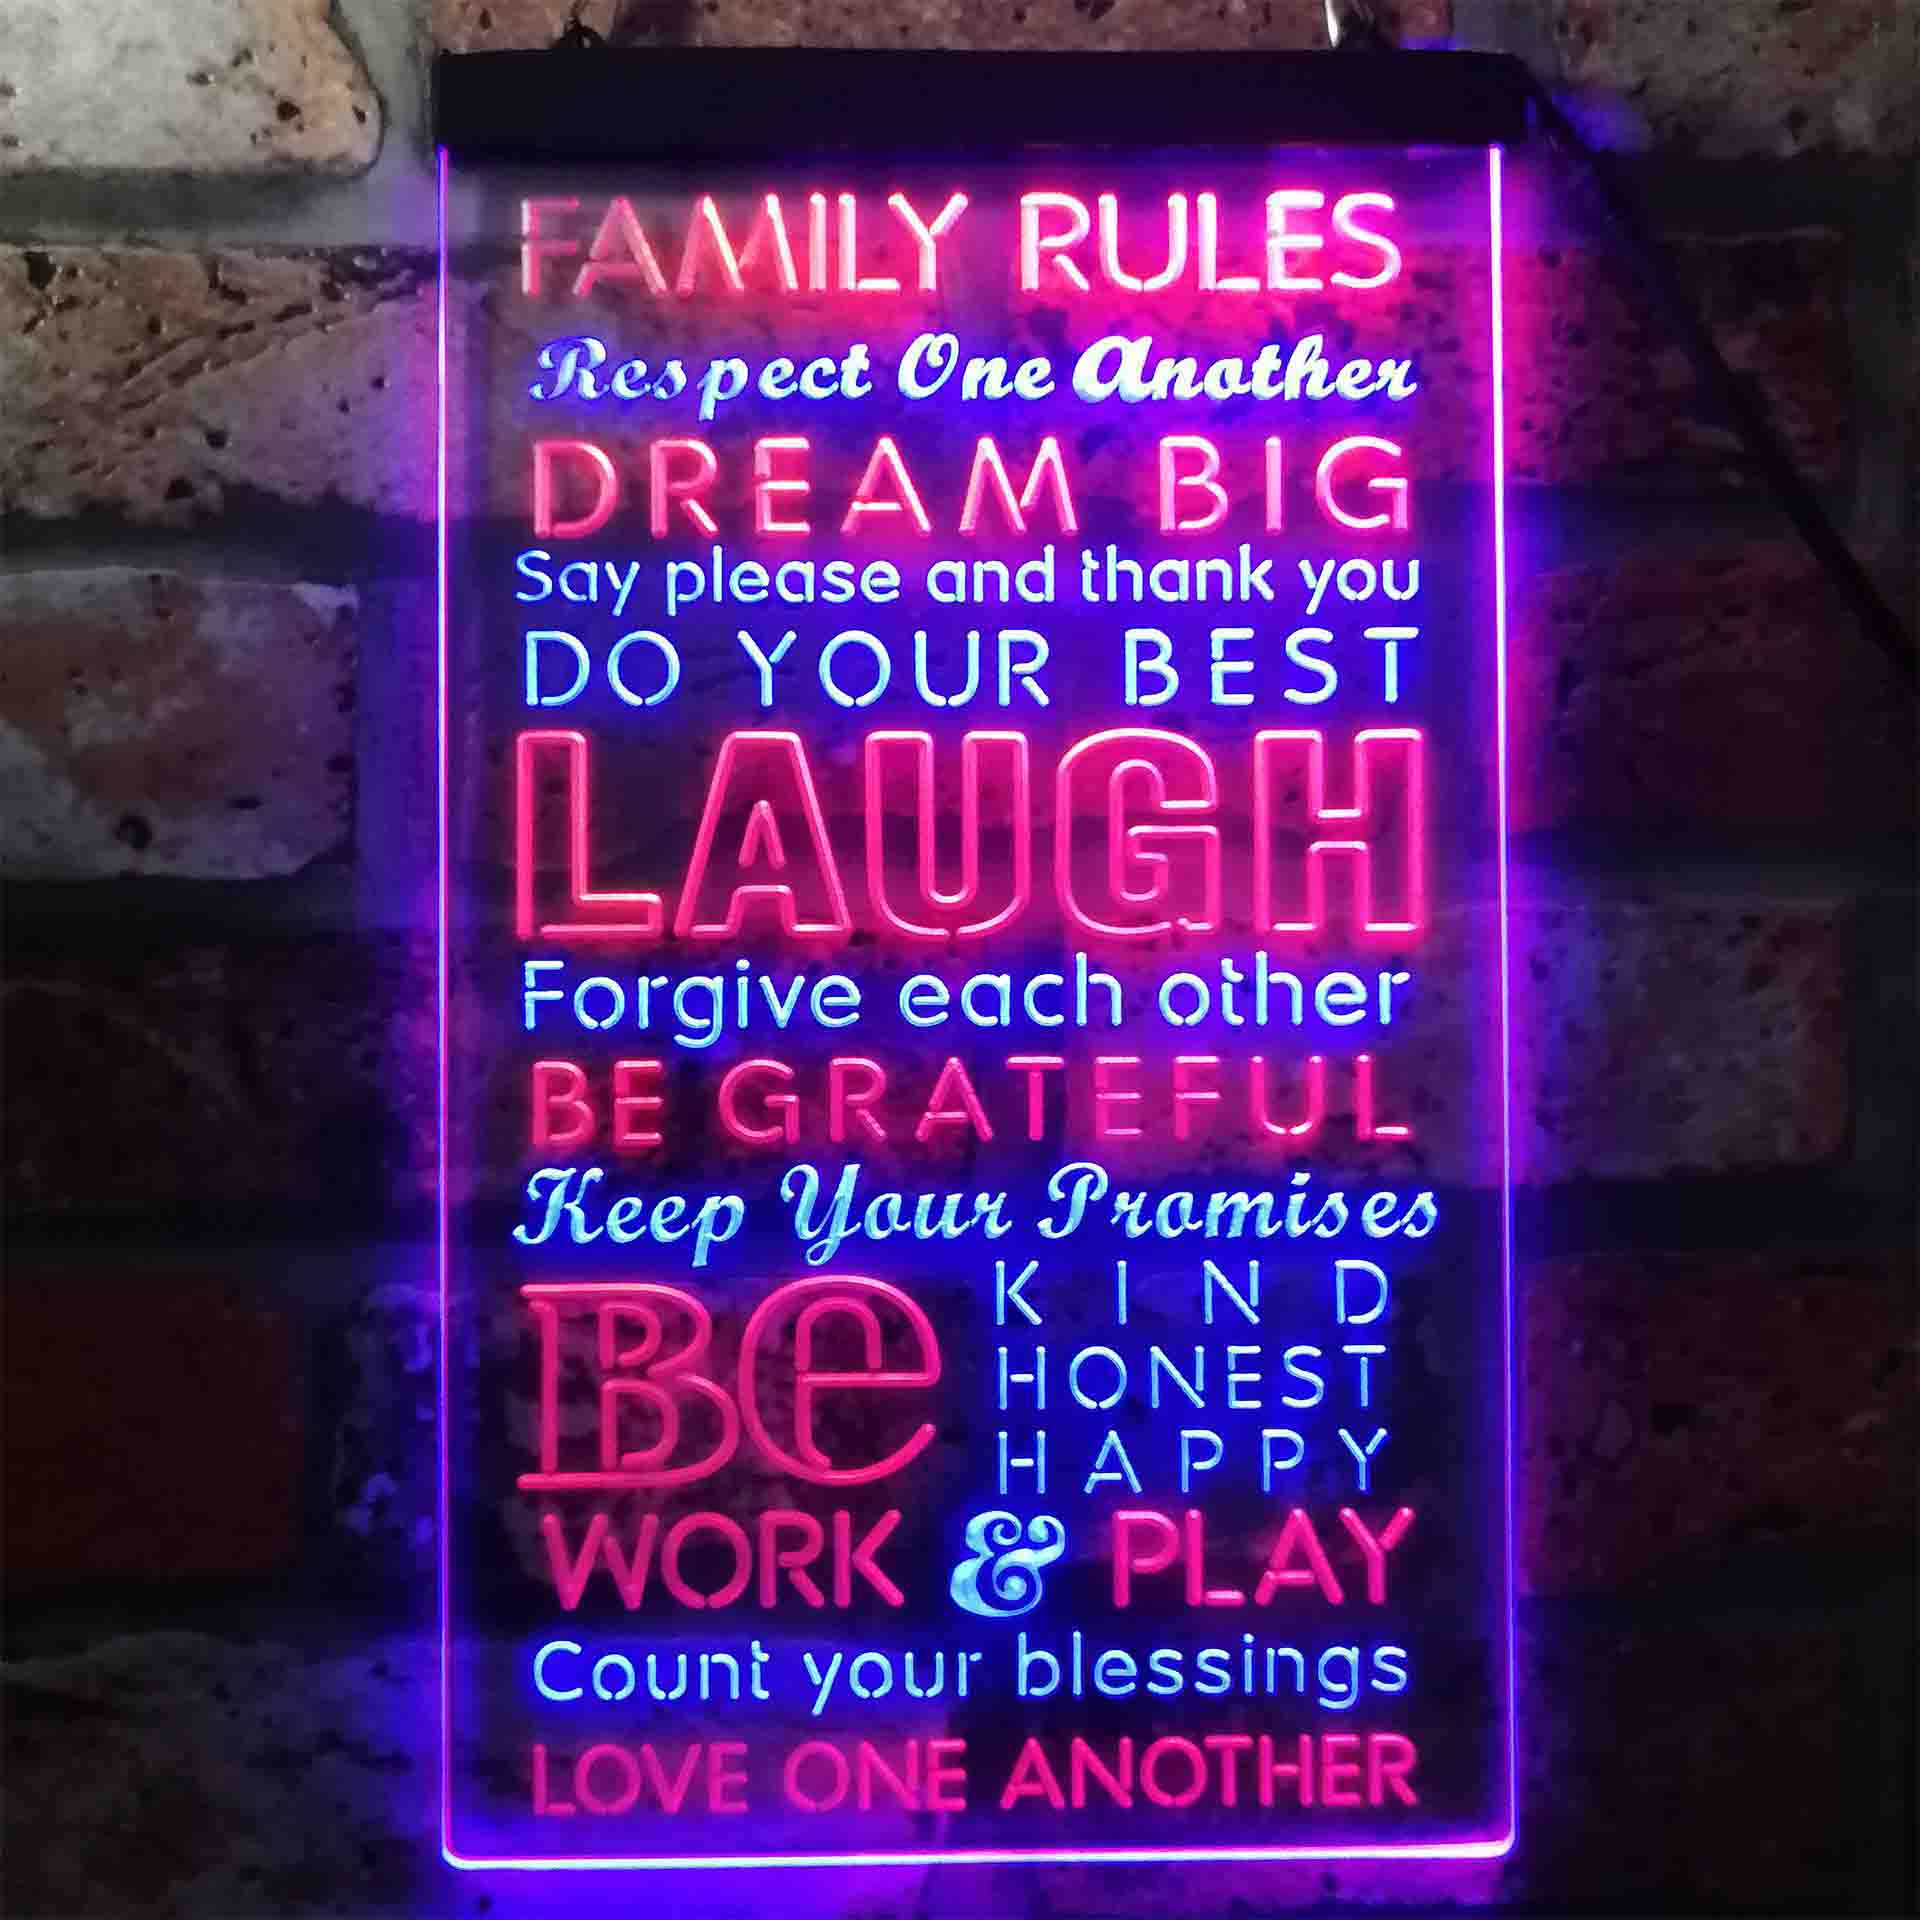 FAMILY RULES
Respect One Another
DREAM BIG
Say please and thank you
DO YOUR BEST
LAUGH
Forgive each other
BE GRATEFUL
Keep Your Promises
Be
KIND
HONEST
HAPPY
WORK & PLAY
Count your blessings
LOVE ONE ANOTHER